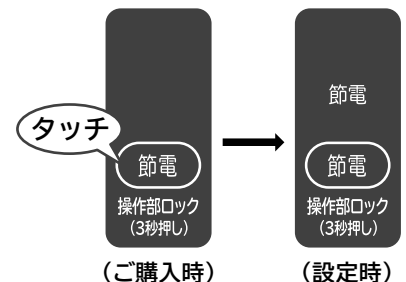 タッチ
節電
操作部ロック
(3秒押し)
(ご購入時)
節電
節電
操作部ロック
(3秒押し)
(設定時)